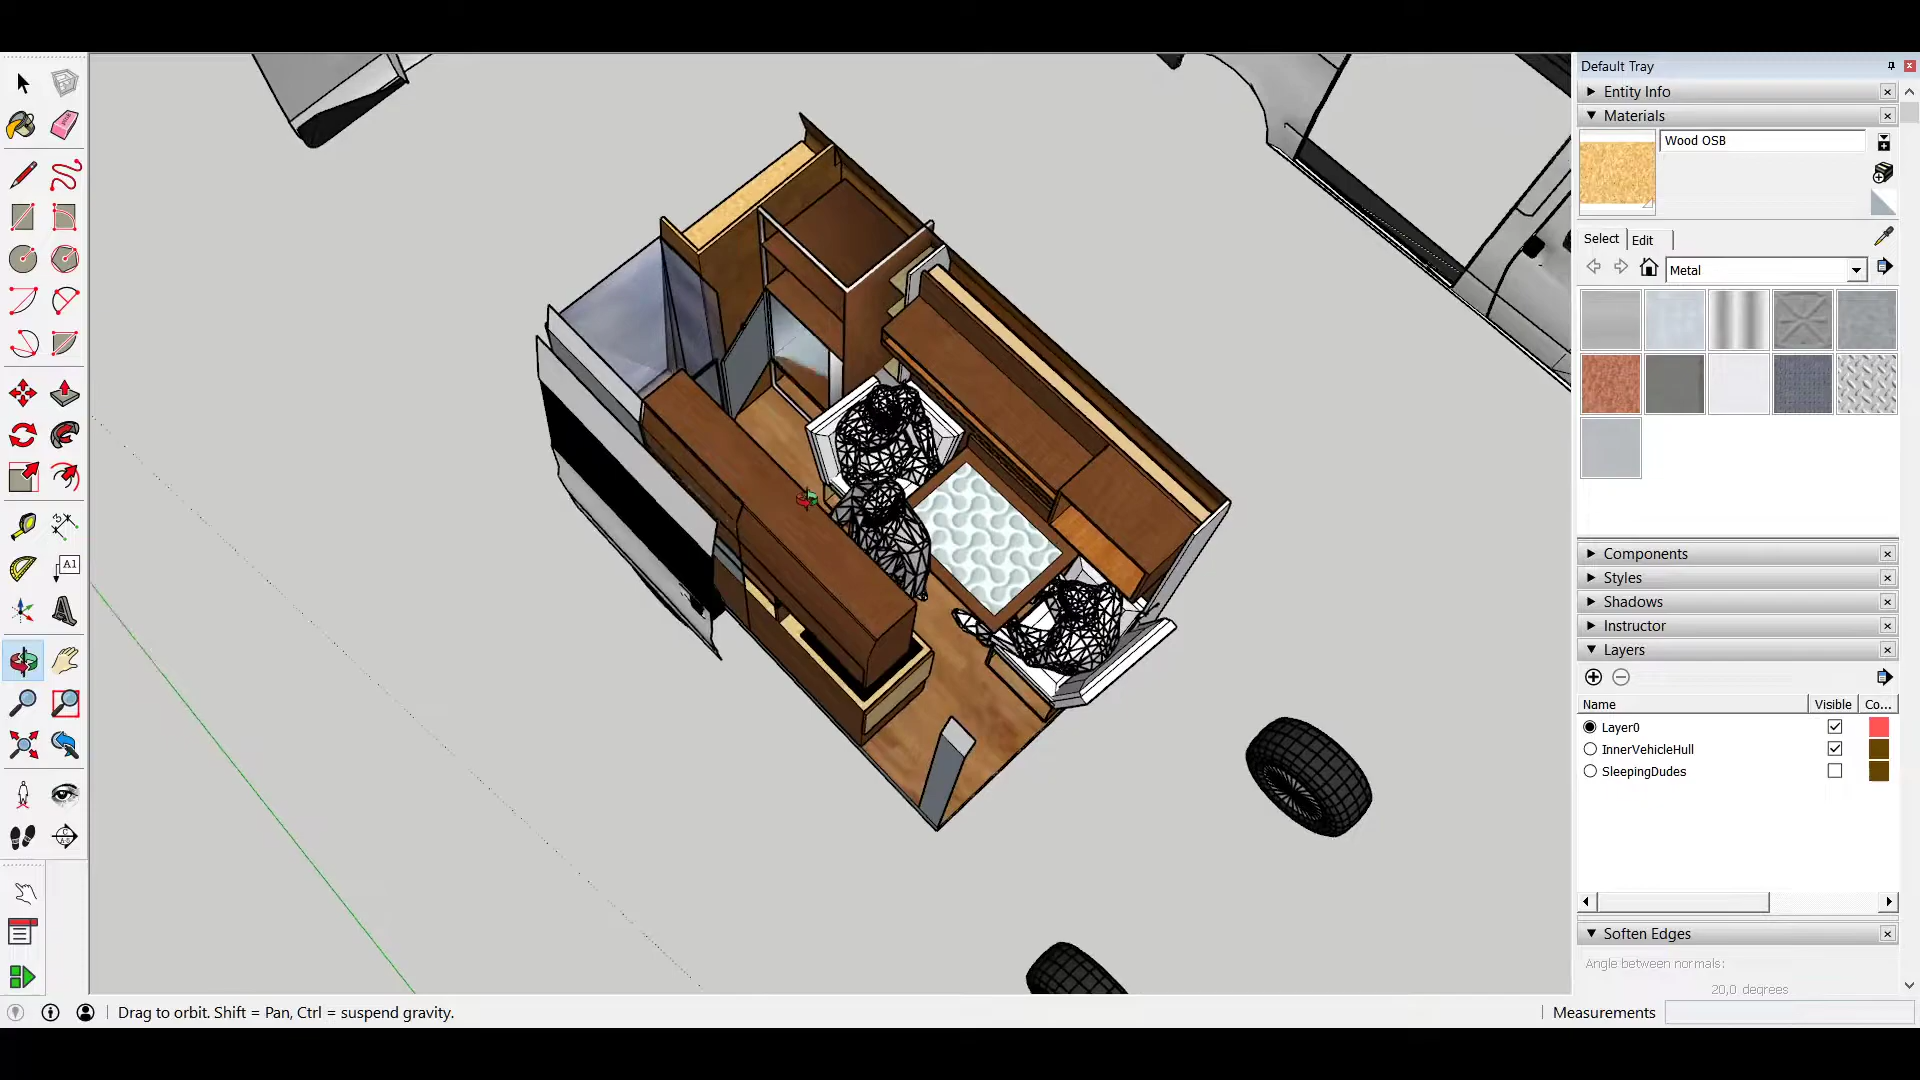 Default Tray
Entity Info
Materials
Wood OSB
Select
Edit
Metal
A1
Components
Styles
Shadows
Instructor
Layers
Name Visible Co...
Layer0
InnerVehicleHull
SleepingDudes
Soften Edges
Angle between normals:
20,0 degrees
Drag to orbit. Shift = Pan, Ctrl = suspend gravity.
Measurements